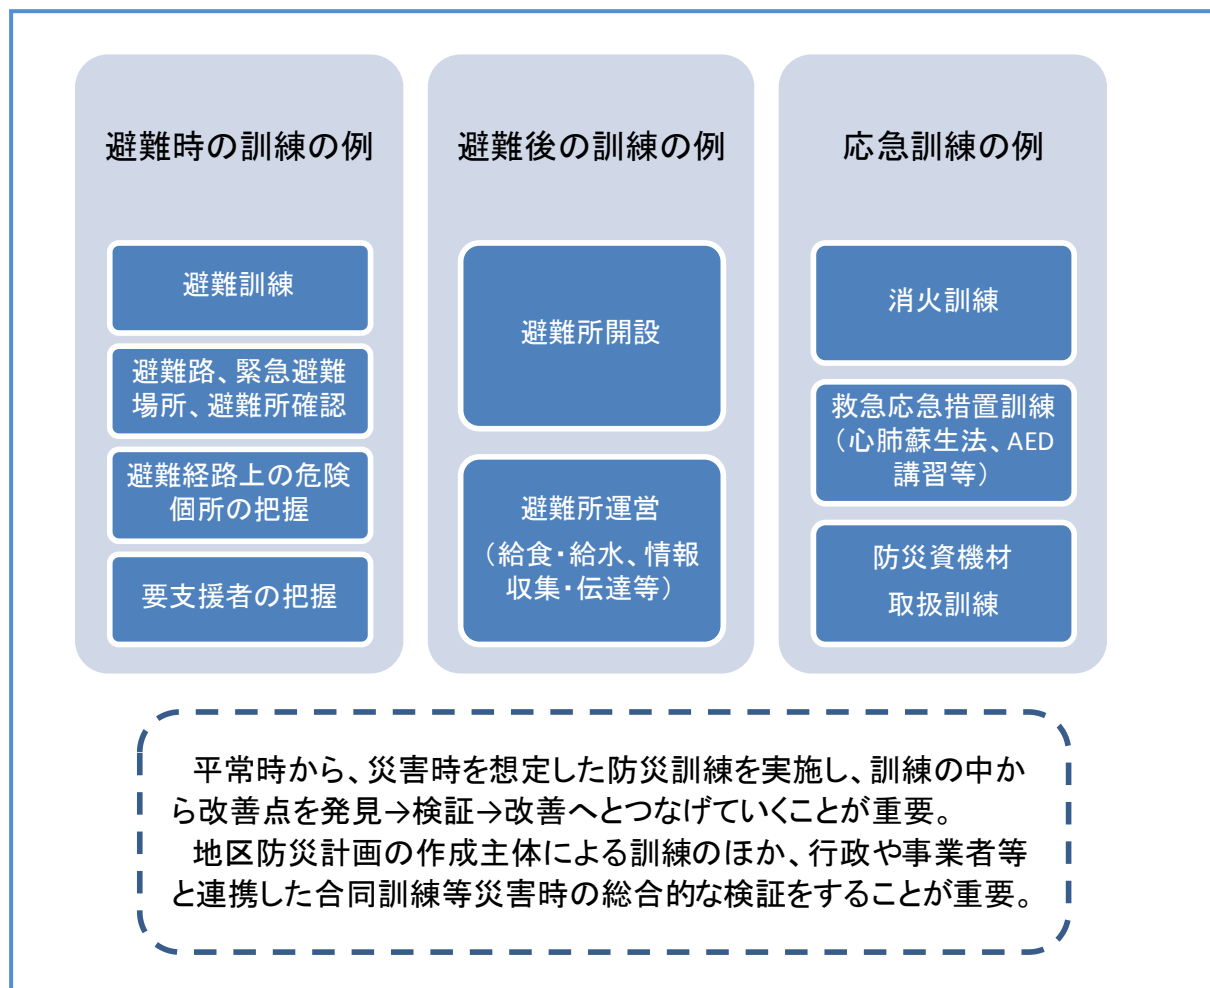 避難時の訓練の例
避難訓練
避難路、緊急避難
場所、避難所確認
避難経路上の危険
個所の把握
要支援者の把握
避難後の訓練の例
避難所開設
避難所運営
（給食・給水、情報
収集・伝達等）
応急訓練の例
消火訓練
救急応急措置訓練
（心肺蘇生法、AED
講習等）
防災資機材
取扱訓練
平常時から、災害時を想定した防災訓練を実施し、訓練の中か
ら改善点を発見→検証→改善へとつなげていくことが重要。
地区防災計画の作成主体による訓練のほか、行政や事業者等
と連携した合同訓練等災害時の総合的な検証をすることが重要。